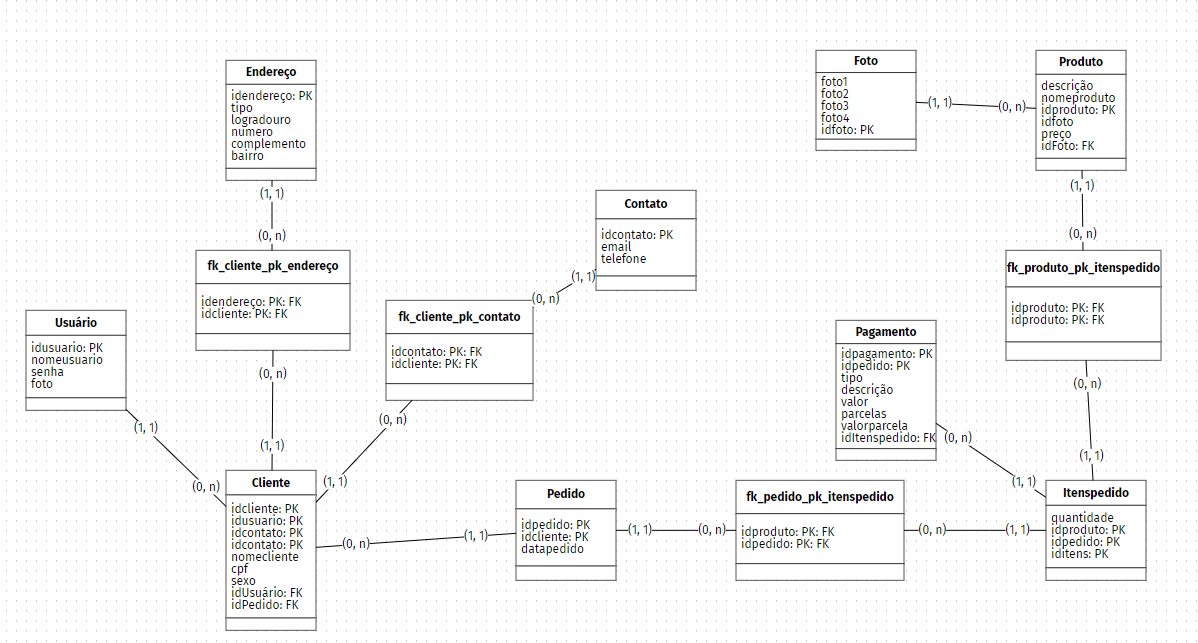 Endereço
idendereço: PK
tipo
logradouro
número
complemento
bairro
(1, 1)
(0, n)
fk_cliente_pk_endereço
idendereço: PK: FK
idcliente: PK: FK
(0, n)
(1, 1)
Usuário
idusuario: PK
nomeusuario
senha
foto
(1, 1)
(0, n)
Cliente
idcliente: PK
idusuario: PK
idcontato: PK
idcontato: PK
nomecliente
cpf
sexo
idUsuário: FK
idPedido: FK
Contato
idcontato: PK
email
telefone
(1, 1)
(0, n)
fk_cliente_pk_contato
idcontato: PK: FK
idcliente: PK: FK
(0, n)
(1, 1)
(0, n)
(1, 1)
Pedido
idpedido: PK
idcliente: PK
datapedido
(1, 1)
(0, n)
fk_pedido_pk_itenspedido
idproduto: PK: FK
idpedido: PK: FK
(0, n)
(1, 1)
Foto
foto1
foto2
foto3
foto4
idfoto: PK
(1, 1)
(0, n)
Produto
descrição
nomeproduto
idproduto: PK
idfoto
preço
idFoto: FK
(1, 1)
(0, n)
fk_produto_pk_itenspedido
idproduto: PK: FK
idproduto: PK: FK
(0, n)
(1, 1)
Pagamento
idpagamento: PK
idpedido: PK
tipo
descrição
valor
parcelas
valorparcela
idItenspedido: FK
(0, n)
(1, 1)
Itenspedido
quantidade
idproduto: PK
idpedido: PK
iditens: PK